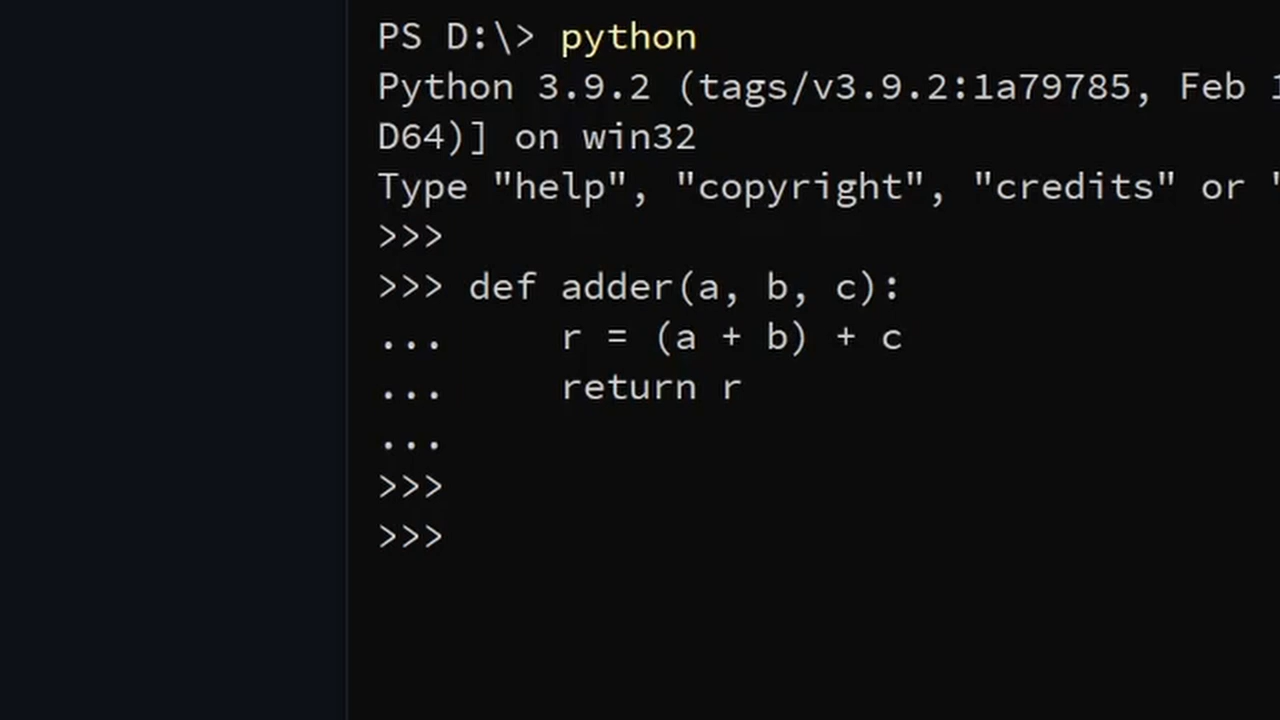 PS D:\> python
Python 3.9.2 (tags/v3.9.2:1a79785, Feb 1
D64)] on win32
Type "help", "copyright", "credits" or "
>>>
>>> def adder(a, b, c):
...     r = (a + b) + c
...     return r
...
>>>
>>>